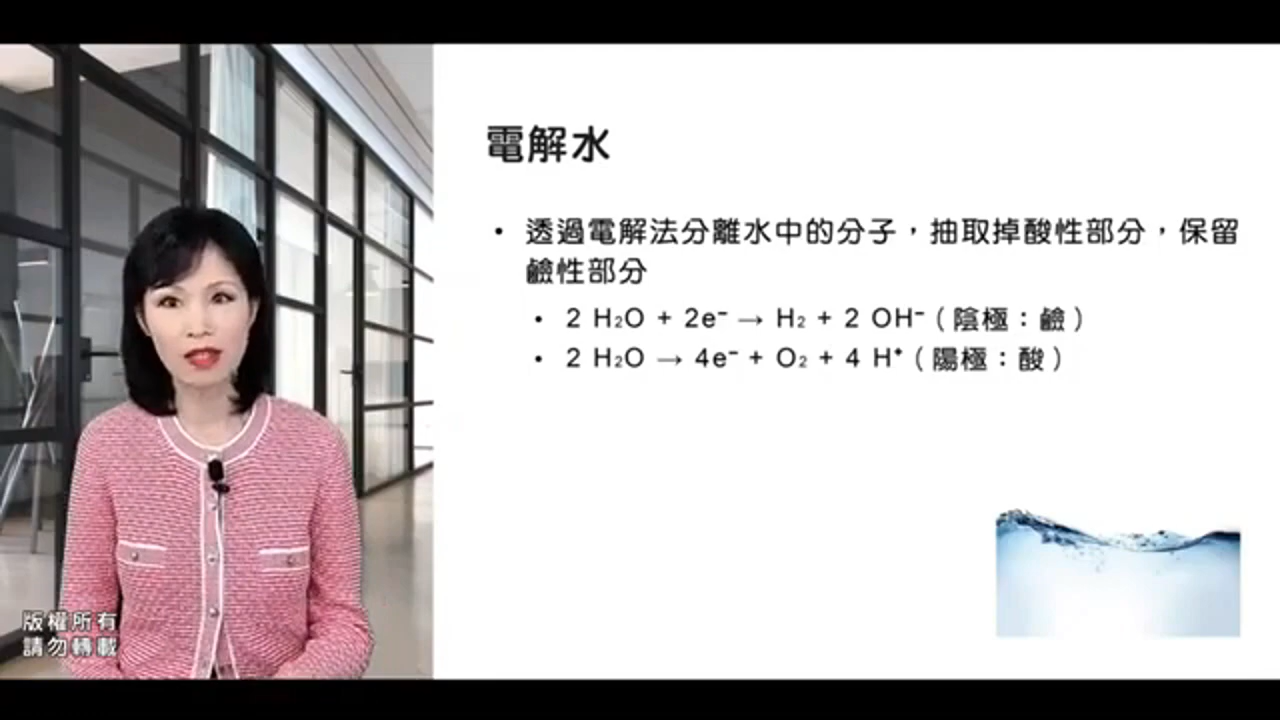 電解水
• 透過電解法分離水中的分子，抽取掉酸性部分，保留
鹼性部分
• 2 H₂O + 2e⁻ → H₂ + 2 OH⁻（陰極：鹼）
• 2 H₂O → 4e⁻ + O₂ + 4 H⁺（陽極：酸）
版權所有
請勿轉載